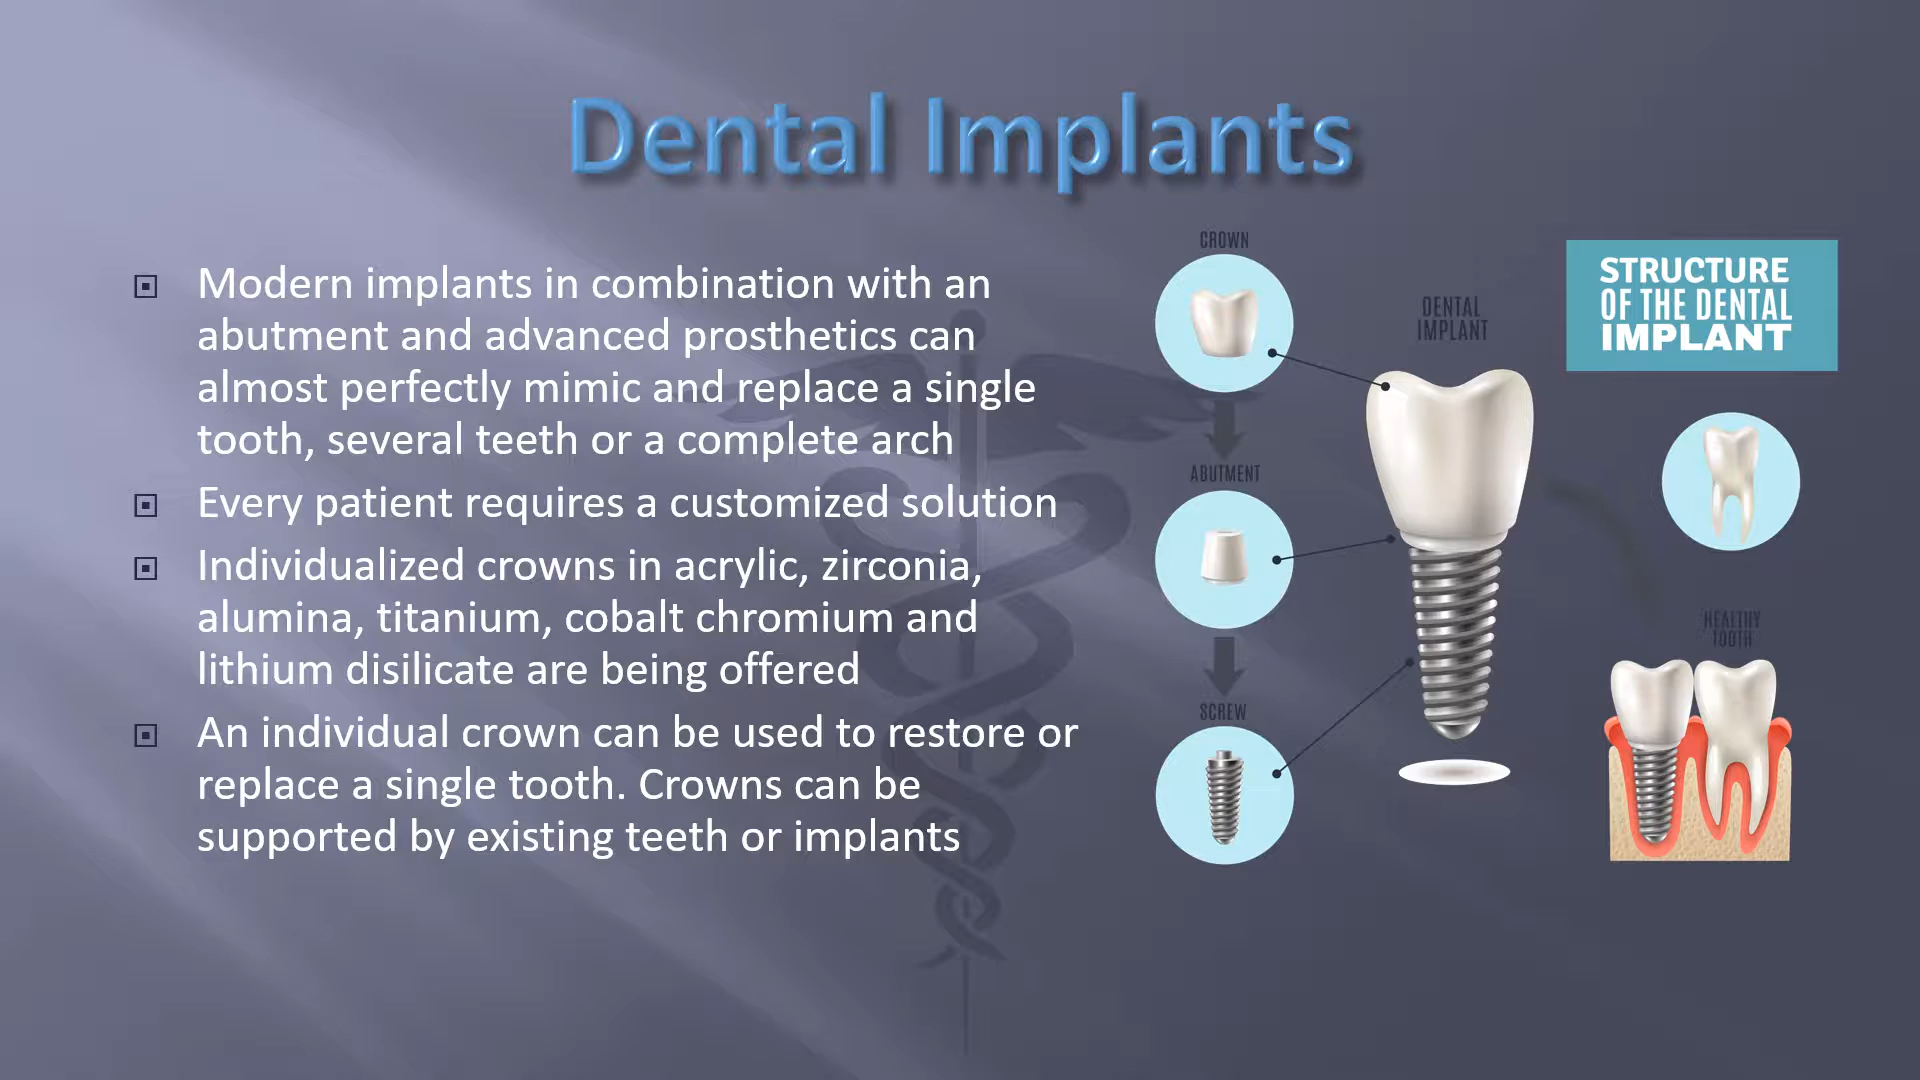 Dental Implants
Modern implants in combination with an
abutment and advanced prosthetics can
almost perfectly mimic and replace a single
tooth, several teeth or a complete arch
Every patient requires a customized solution
Individualized crowns in acrylic, zirconia,
alumina, titanium, cobalt chromium and
lithium disilicate are being offered
An individual crown can be used to restore or
replace a single tooth. Crowns can be
supported by existing teeth or implants
CROWN
ABUTMENT
SCREW
DENTAL
IMPLANT
STRUCTURE
OF THE DENTAL
IMPLANT
HEALTHY
TOOTH